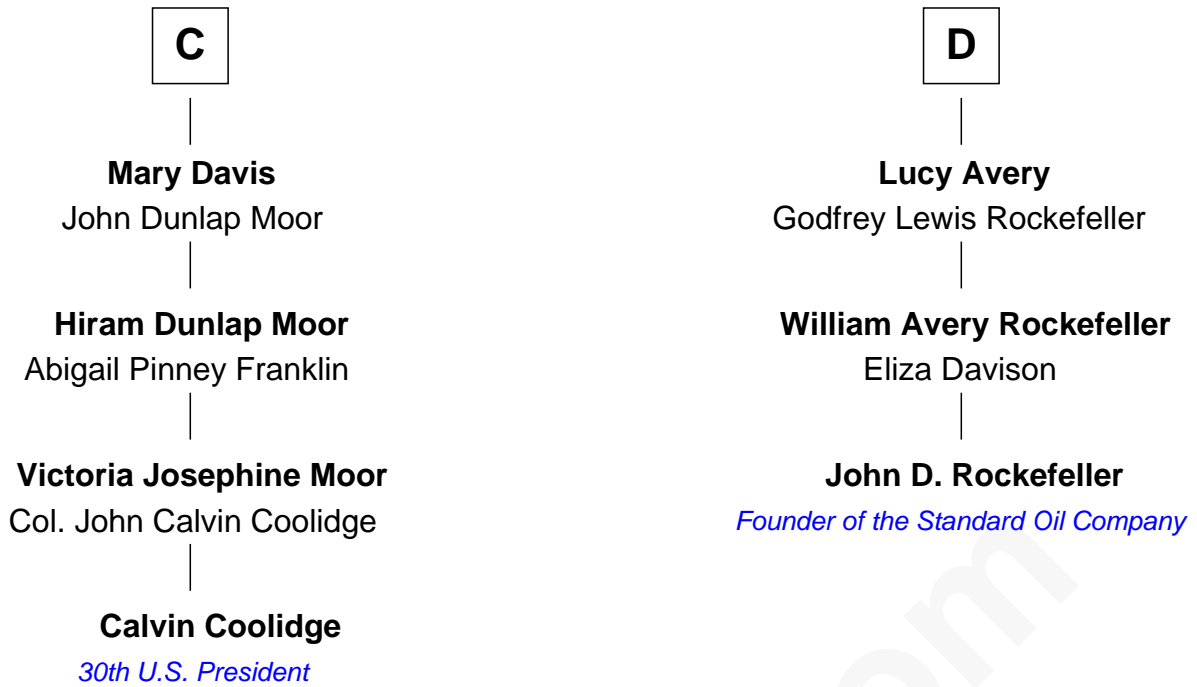 C
Mary Davis
John Dunlap Moor
Hiram Dunlap Moor
Abigail Pinney Franklin
Victoria Josephine Moor
Col. John Calvin Coolidge
Calvin Coolidge
30th U.S. President
D
Lucy Avery
Godfrey Lewis Rockefeller
William Avery Rockefeller
Eliza Davison
John D. Rockefeller
Founder of the Standard Oil Company
om